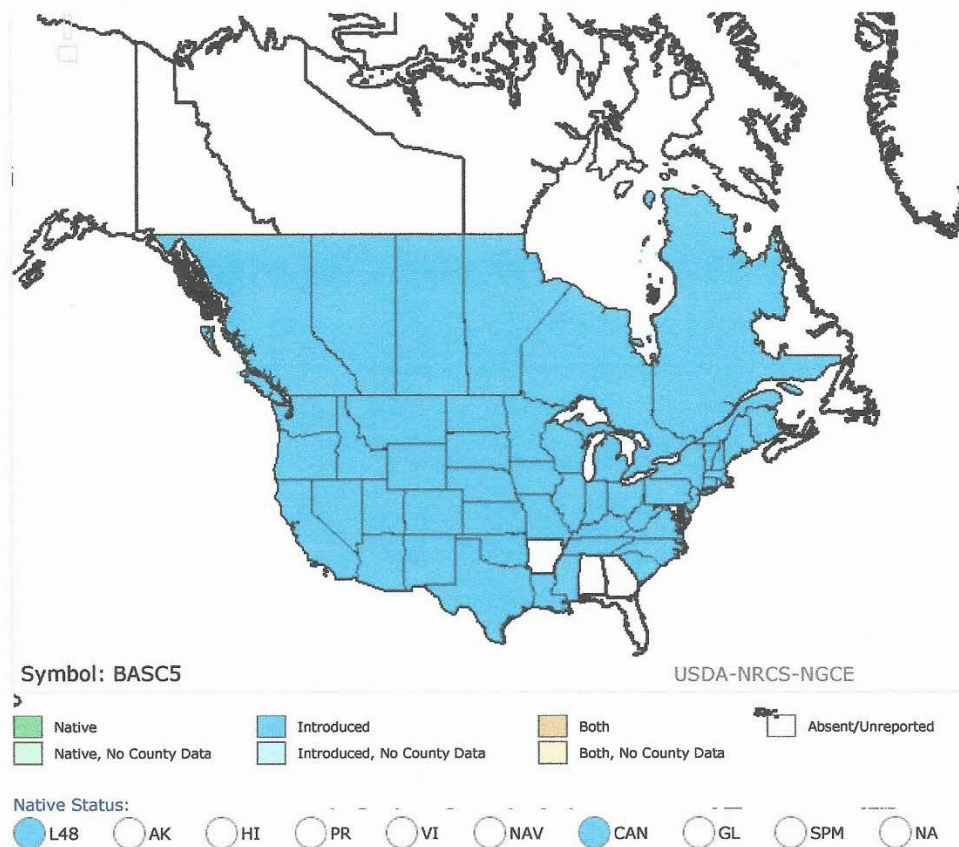 Symbol: BASC5
USDA-NRCS-NGCE
Native
Introduced
Both
Absent/Unreported
Native, No County Data
Introduced, No County Data
Both, No County Data
Native Status:
L48 AK HI PR VI NAV CAN GL SPM NA